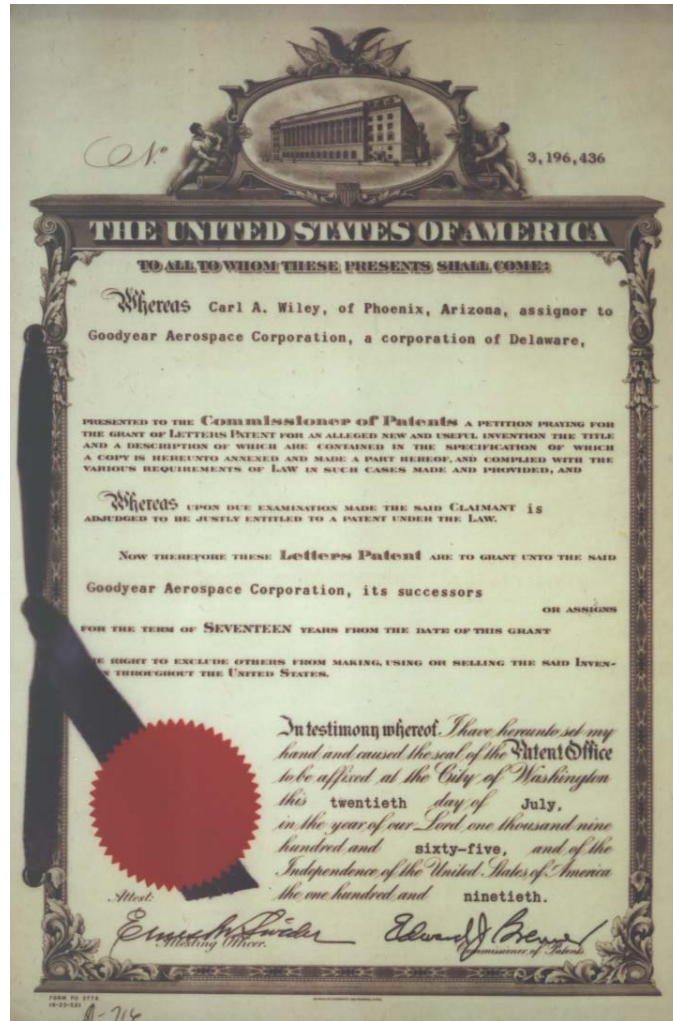 No. 3,196,436
THE UNITED STATES OF AMERICA
TO ALL TO WHOM THESE PRESENTS SHALL COME:
Whereas Carl A. Wiley, of Phoenix, Arizona, assignor to
Goodyear Aerospace Corporation, a corporation of Delaware,
PRESENTED TO THE Commissioner of Patents A PETITION PRAYING FOR
THE GRANT OF LETTERS PATENT FOR AN ALLEGED NEW AND USEFUL INVENTION THE TITLE
AND A DESCRIPTION OF WHICH ARE CONTAINED IN THE SPECIFICATION OF WHICH
A COPY IS HEREUNTO ANNEXED AND MADE A PART HEREOF, AND COMPLIED WITH THE
VARIOUS REQUIREMENTS OF LAW IN SUCH CASES MADE AND PROVIDED, AND
Whereas UPON DUE EXAMINATION MADE THE SAID CLAIMANT is
ADJUDGED TO BE JUSTLY ENTITLED TO A PATENT UNDER THE LAW.
NOW THEREFORE THESE Letters Patent ARE TO GRANT UNTO THE SAID
Goodyear Aerospace Corporation, its successors
OR ASSIGNS
FOR THE TERM OF SEVENTEEN YEARS FROM THE DATE OF THIS GRANT
RIGHT TO EXCLUDE OTHERS FROM MAKING, USING OR SELLING THE SAID INVEN-
THROUGHOUT THE UNITED STATES.
In testimony whereof I have hereunto set my
hand and caused the seal of the Patent Office
to be affixed at the City of Washington
this twentieth day of July,
in the year of our Lord one thousand nine
hundred and sixty-five, and of the
Independence of the United States of America
the one hundred and ninetieth.
Attest:
Edward J. Brenner
Attesting Officer. Commissioner of Patents
FORM PO 377A